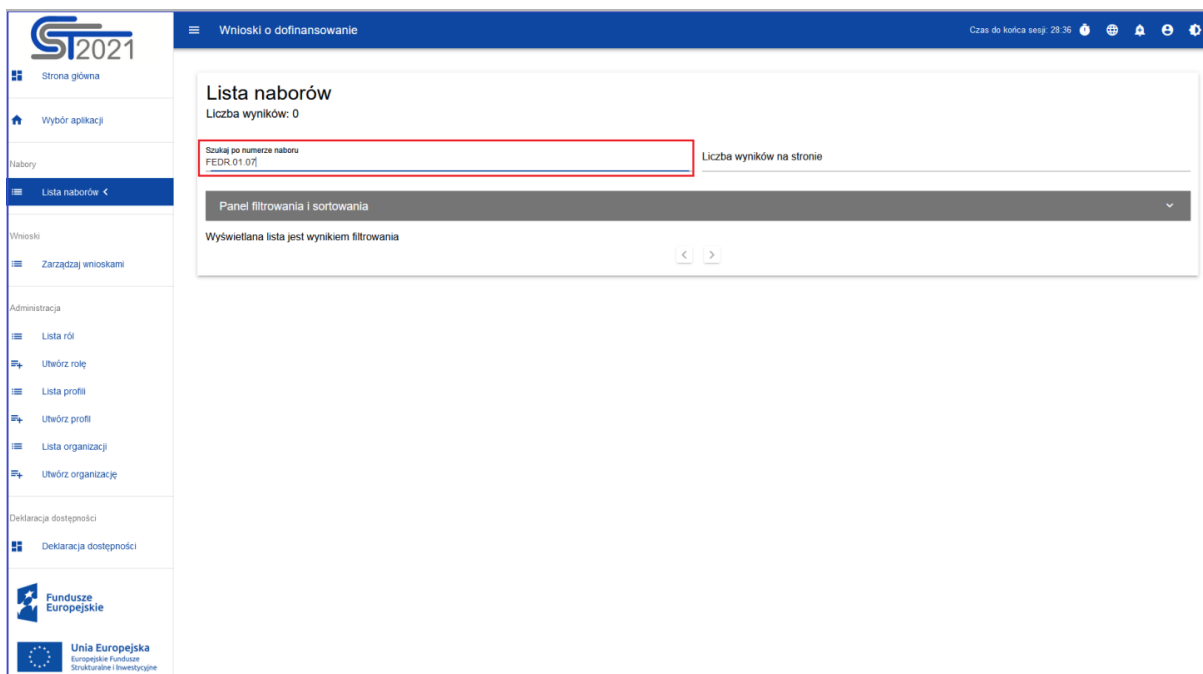 CST2021
Wnioski o dofinansowanie
Czas do końca sesji: 28:36
Strona główna
Wybór aplikacji
Nabory
Lista naborów <
Wnioski
Zarządzaj wnioskami
Administracja
Lista ról
Utwórz rolę
Lista profili
Utwórz profil
Lista organizacji
Utwórz organizację
Deklaracja dostępności
Deklaracja dostępności
Fundusze
Europejskie
Unia Europejska
Europejskie Fundusze
Strukturalne i Inwestycyjne
Lista naborów
Liczba wyników: 0
Szukaj po numerze naboru
FEDR.01.07
Liczba wyników na stronie
Panel filtrowania i sortowania
Wyświetlana lista jest wynikiem filtrowania
< >